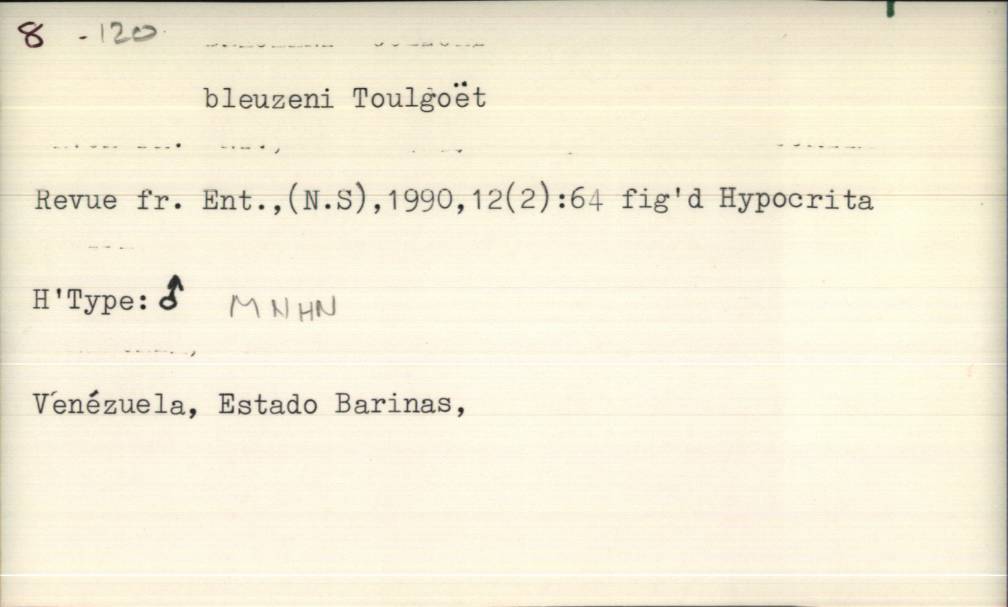 8 - 120
bleuzeni Toulgoët
Revue fr. Ent.,(N.S),1990,12(2):64 fig'd Hypocrita
H'Type: ♂ MNHN
Vénézuela, Estado Barinas,